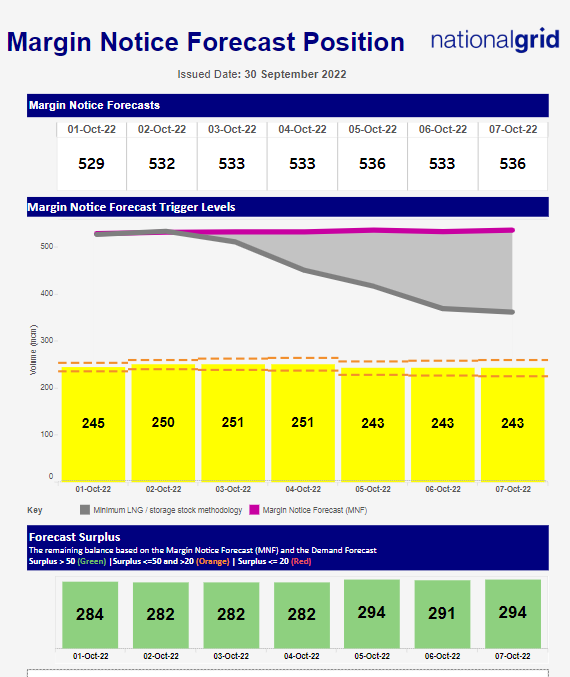 Margin Notice Forecast Position
nationalgrid
Issued Date: 30 September 2022
Margin Notice Forecasts
01-Oct-22 02-Oct-22 03-Oct-22 04-Oct-22 05-Oct-22 06-Oct-22 07-Oct-22
529 532 533 533 536 533 536
Margin Notice Forecast Trigger Levels
Volume (mcm)
500
400
300
200
100
0
245 250 251 251 243 243 243
01-Oct-22 02-Oct-22 03-Oct-22 04-Oct-22 05-Oct-22 06-Oct-22 07-Oct-22
Key Minimum LNG / storage stock methodology Margin Notice Forecast (MNF)
Forecast Surplus
The remaining balance based on the Margin Notice Forecast (MNF) and the Demand Forecast
Surplus > 50 (Green) |Surplus <=50 and >20 (Orange) | Surplus <= 20 (Red)
284 282 282 282 294 291 294
01-Oct-22 02-Oct-22 03-Oct-22 04-Oct-22 05-Oct-22 06-Oct-22 07-Oct-22